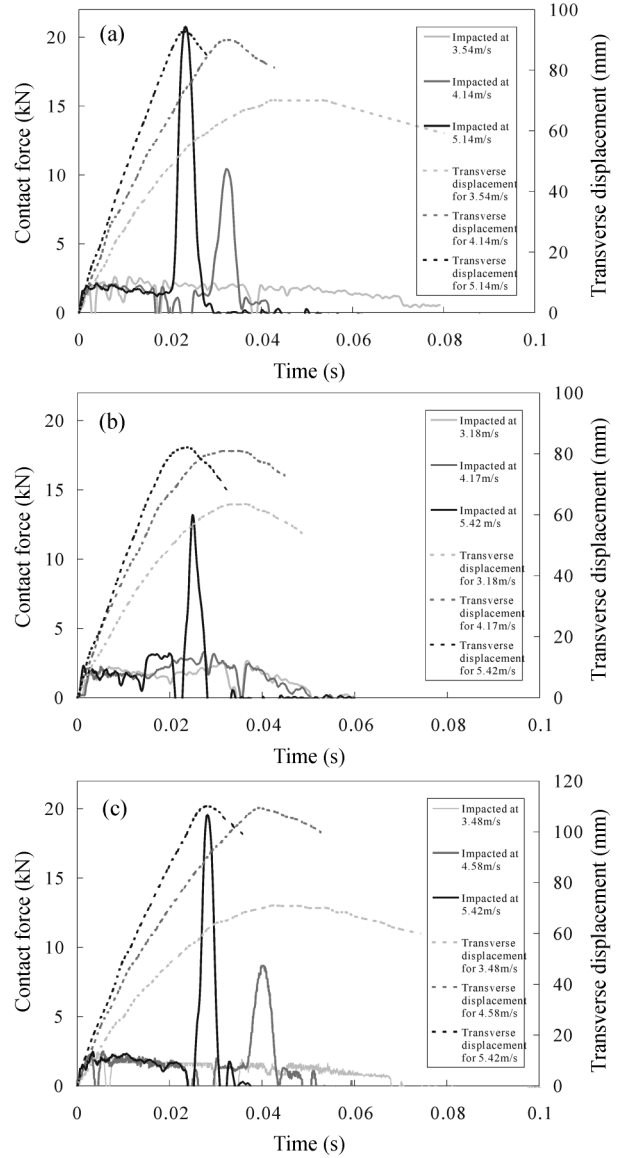 (a)
Contact force (kN)
20
15
10
5
0
Transverse displacement (mm)
100
80
60
40
20
0
0
0.02
0.04
0.06
0.08
0.1
Time (s)
Impacted at
3.54m/s
Impacted at
4.14m/s
Impacted at
5.14m/s
Transverse
displacement
for 3.54m/s
Transverse
displacement
for 4.14m/s
Transverse
displacement
for 5.14m/s
(b)
Contact force (kN)
20
15
10
5
0
Transverse displacement (mm)
100
80
60
40
20
0
0
0.02
0.04
0.06
0.08
0.1
Time (s)
Impacted at
3.18m/s
Impacted at
4.17m/s
Impacted at
5.42 m/s
Transverse
displacement
for 3.18m/s
Transverse
displacement
for 4.17m/s
Transverse
displacement
for 5.42m/s
(c)
Contact force (kN)
20
15
10
5
0
Transverse displacement (mm)
120
100
80
60
40
20
0
0
0.02
0.04
0.06
0.08
0.1
Time (s)
Impacted at
3.48m/s
Impacted at
4.58m/s
Impacted at
5.42m/s
Transverse
displacement
for 3.48m/s
Transverse
displacement
for 4.58m/s
Transverse
displacement
for 5.42m/s